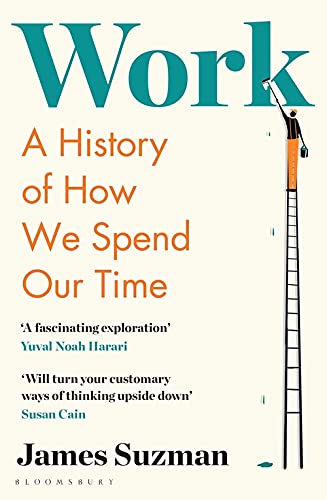 Work
A History
of How
We Spend
Our Time
‘A fascinating exploration’
Yuval Noah Harari
‘Will turn your customary
ways of thinking upside down’
Susan Cain
James Suzman
BLOOMSBURY